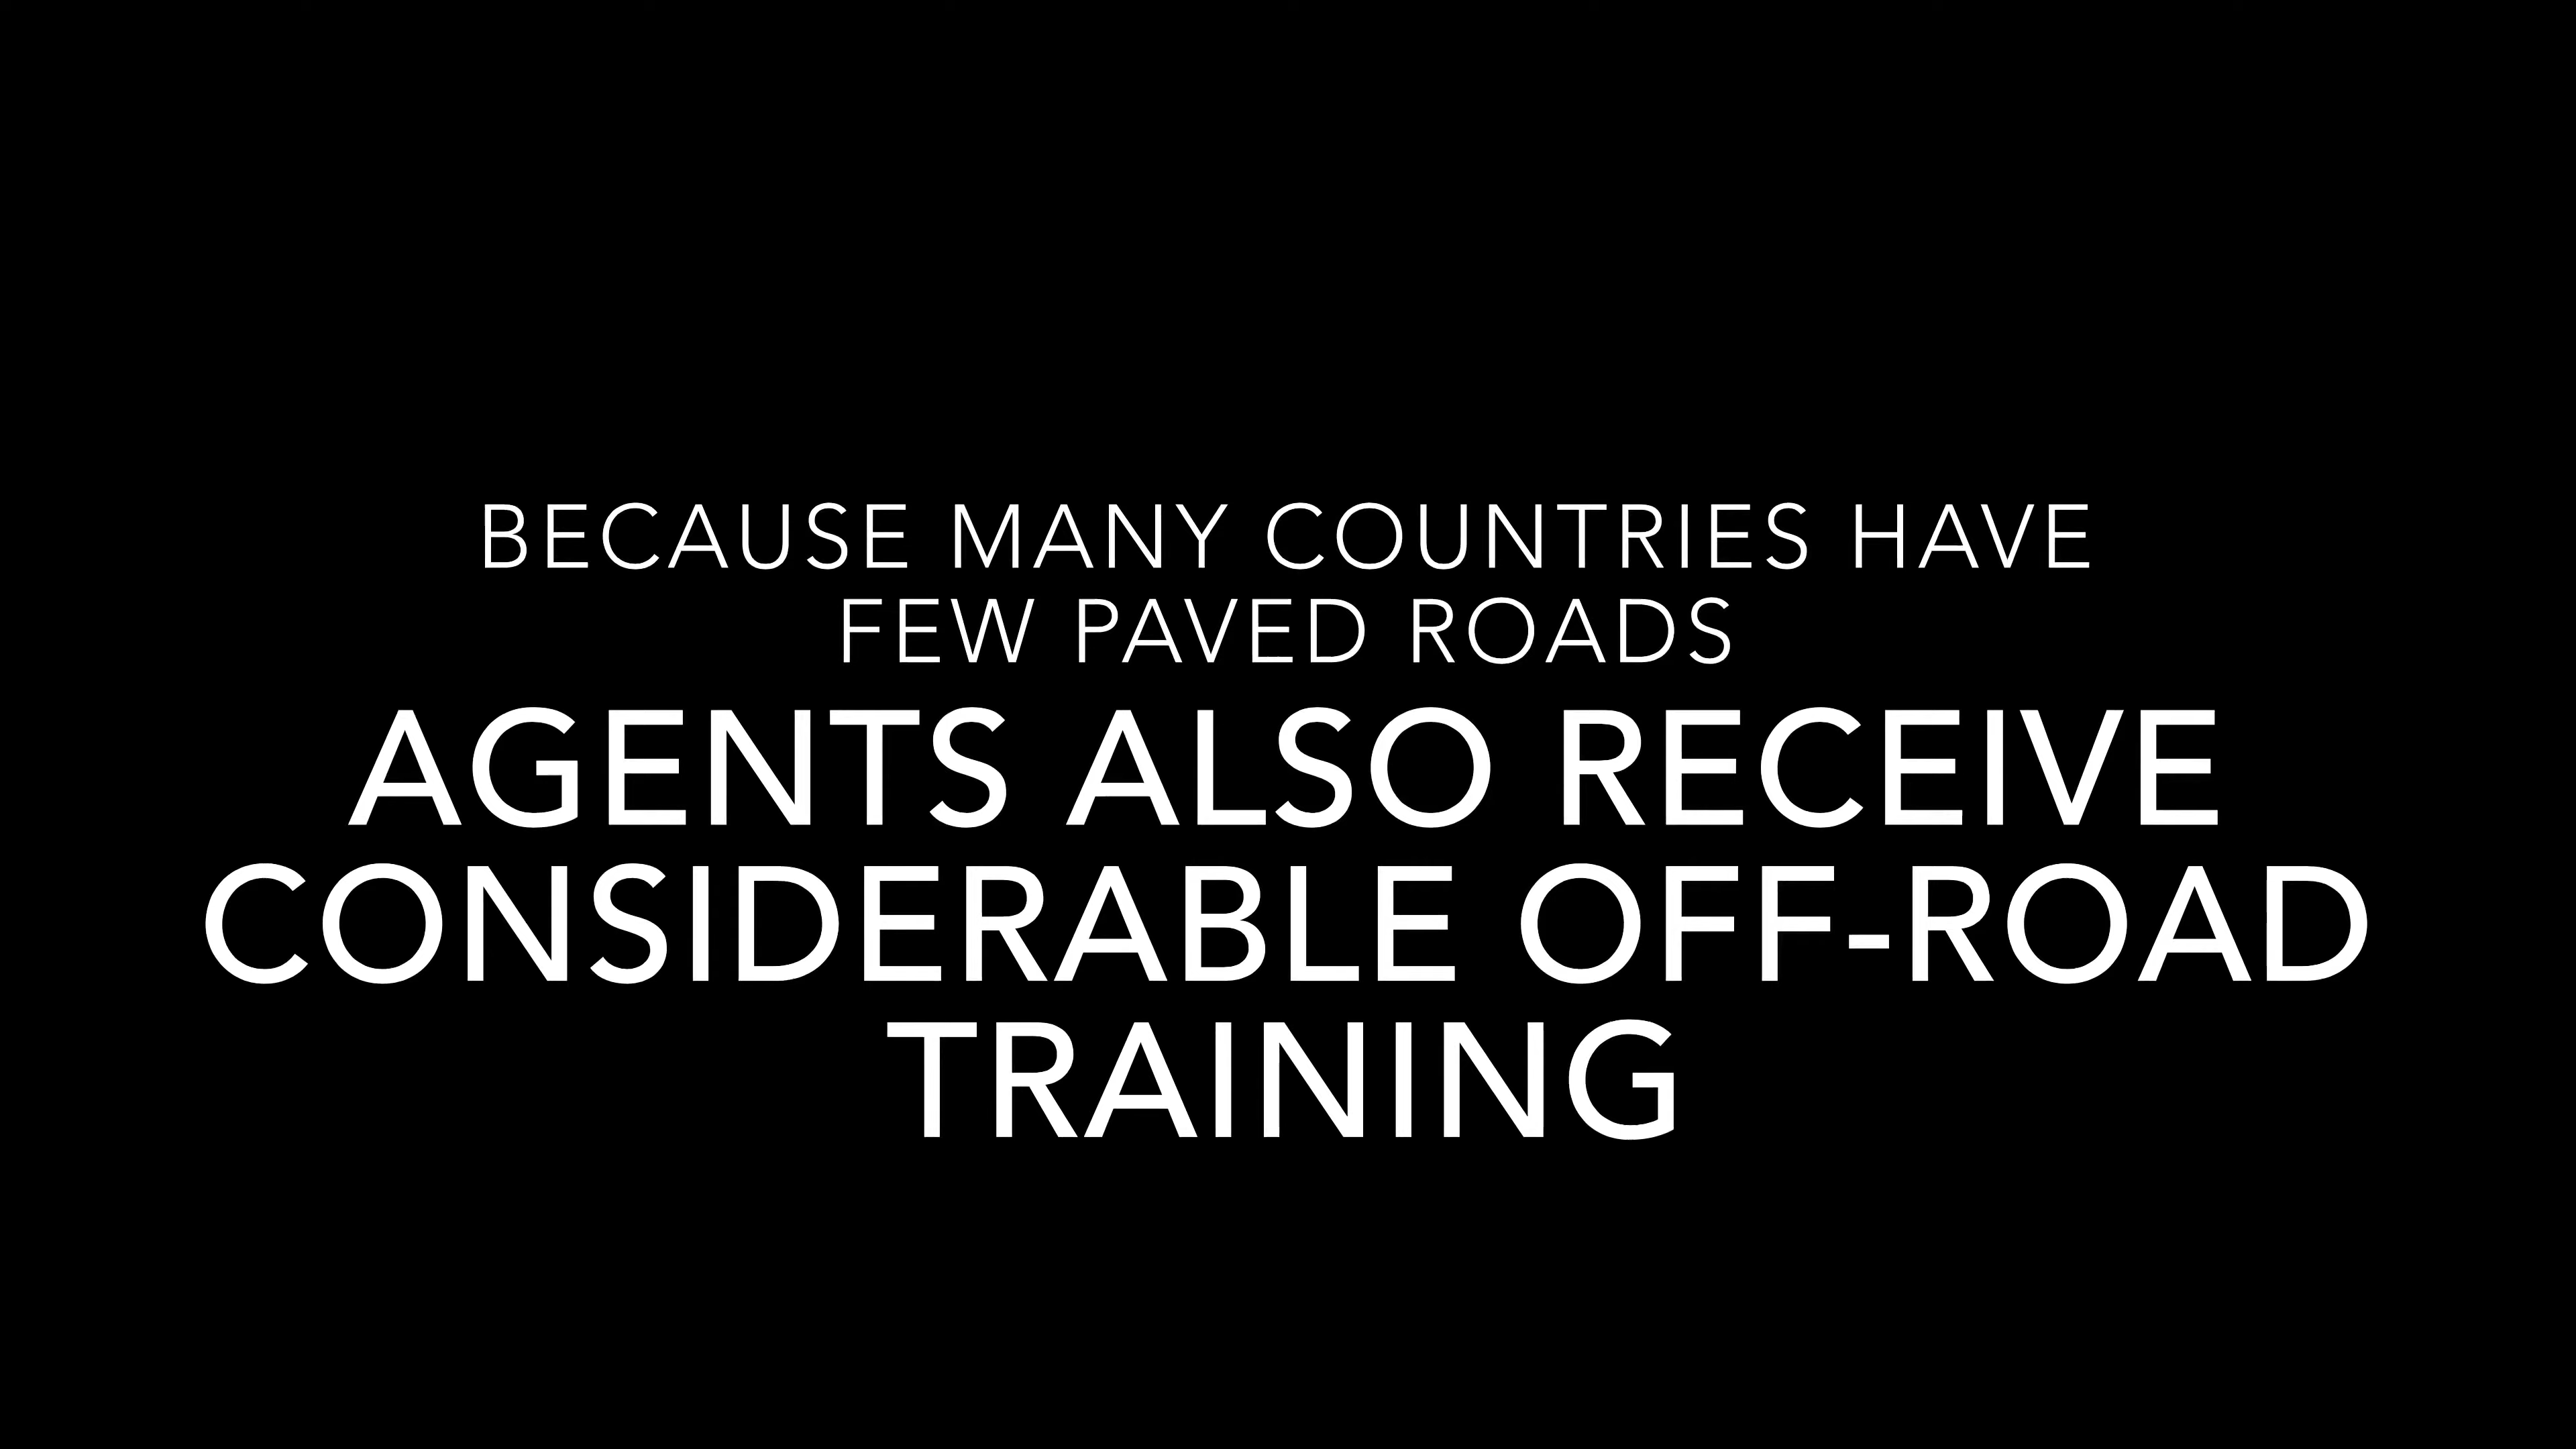 BECAUSE MANY COUNTRIES HAVE
FEW PAVED ROADS
AGENTS ALSO RECEIVE
CONSIDERABLE OFF-ROAD
TRAINING